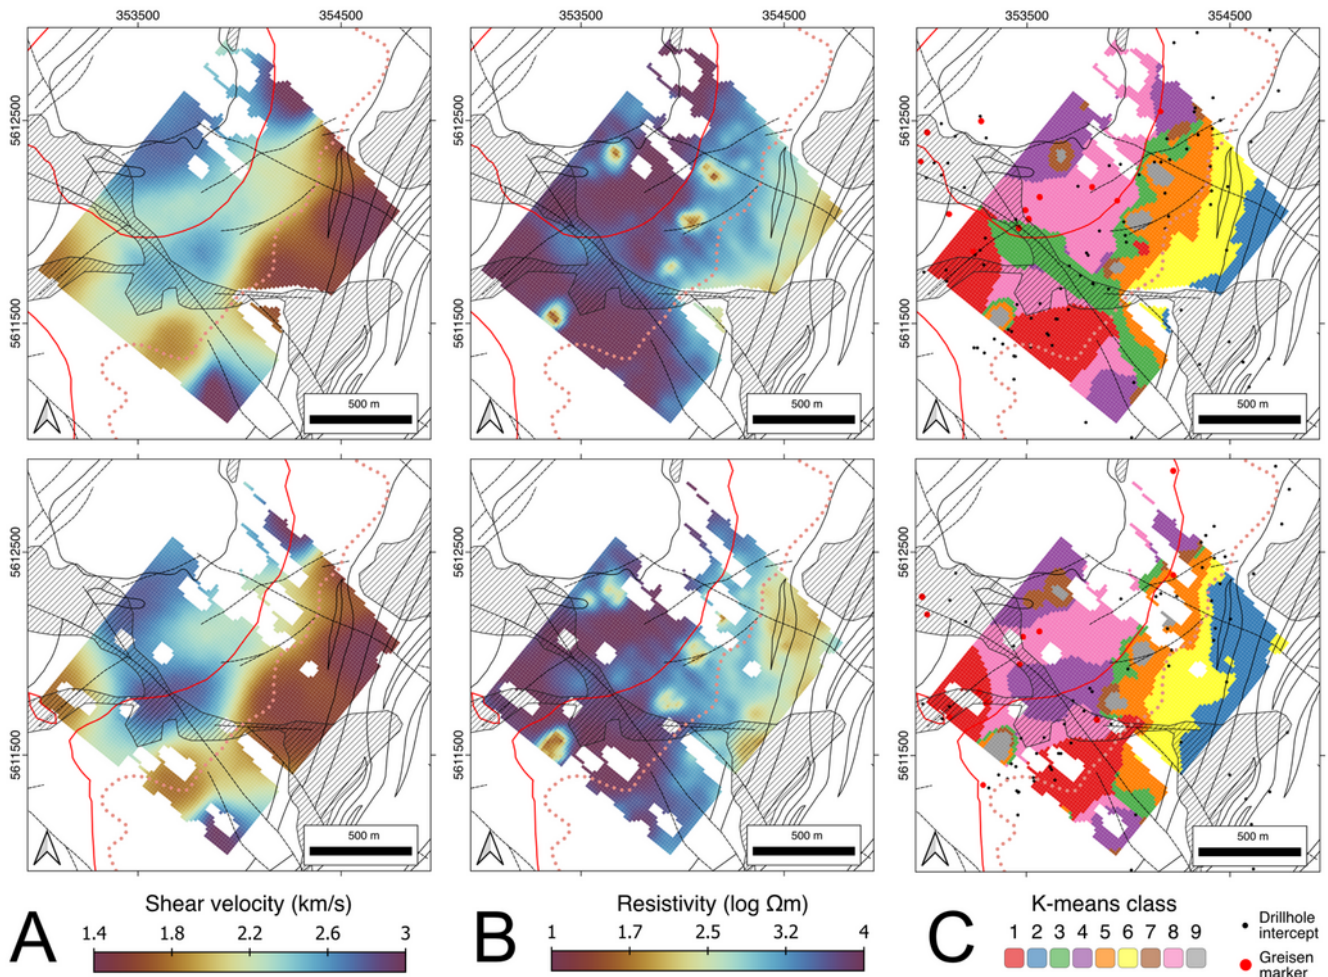 353500 354500 353500 354500 353500 354500
5612500 5612500 5612500
5611500 5611500 5611500
500 m 500 m 500 m
5612500 5612500 5612500
5611500 5611500 5611500
500 m 500 m 500 m
A
Shear velocity (km/s)
1.4 1.8 2.2 2.6 3
B
Resistivity (log Ωm)
1 1.7 2.5 3.2 4
C
K-means class
1 2 3 4 5 6 7 8 9
Drillhole
intercept
Greisen
marker